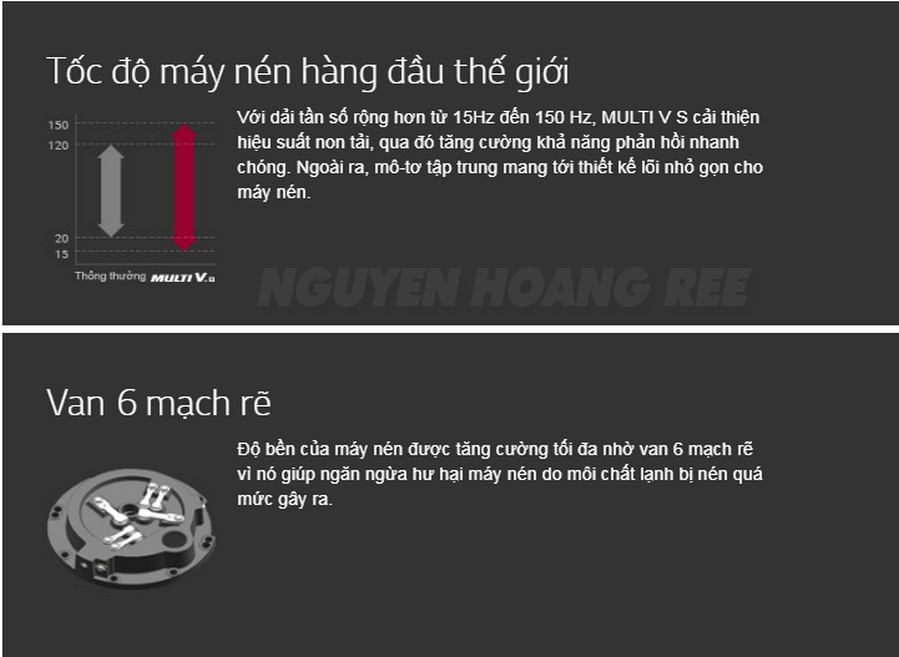 Tốc độ máy nén hàng đầu thế giới
Với dải tần số rộng hơn từ 15Hz đến 150 Hz, MULTI V S cải thiện
hiệu suất non tải, qua đó tăng cường khả năng phản hồi nhanh
chóng. Ngoài ra, mô-tơ tập trung mang tới thiết kế lõi nhỏ gọn cho
máy nén.
150
120
20
15
Thông thường MULTI V.S
NGUYEN HOANG REE
Van 6 mạch rẽ
Độ bền của máy nén được tăng cường tối đa nhờ van 6 mạch rẽ
vì nó giúp ngăn ngừa hư hại máy nén do môi chất lạnh bị nén quá
mức gây ra.